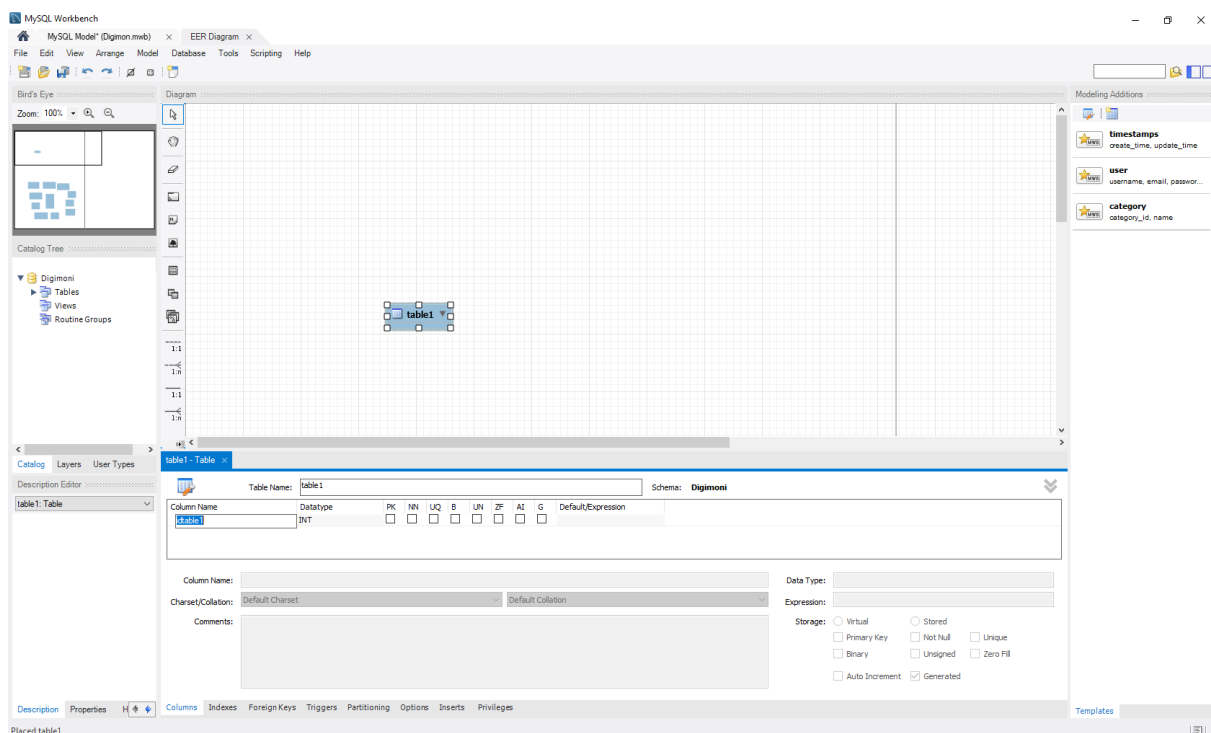 MySQL Workbench
MySQL Model* (Digimon.mwb) × EER Diagram ×
File Edit View Arrange Model Database Tools Scripting Help
Bird's Eye
Diagram
Modeling Additions
Zoom: 100%
timestamps
create_time, update_time
user
username, email, passwor...
category
category_id, name
Catalog Tree
Digimoni
Tables
Views
Routine Groups
table1
1:1
1:n
1:1
1:n
Catalog Layers User Types
table1 - Table ×
Description Editor
table1: Table
Table Name: table1 Schema: Digimoni
Column Name Datatype PK NN UQ B UN ZF AI G Default/Expression
idtable1 INT
Column Name: Data Type:
Charset/Collation: Default Charset Default Collation Expression:
Comments: Storage: Virtual Stored
Primary Key Not Null Unique
Binary Unsigned Zero Fill
Auto Increment Generated
Description Properties H
Columns Indexes Foreign Keys Triggers Partitioning Options Inserts Privileges
Templates
Placed table1